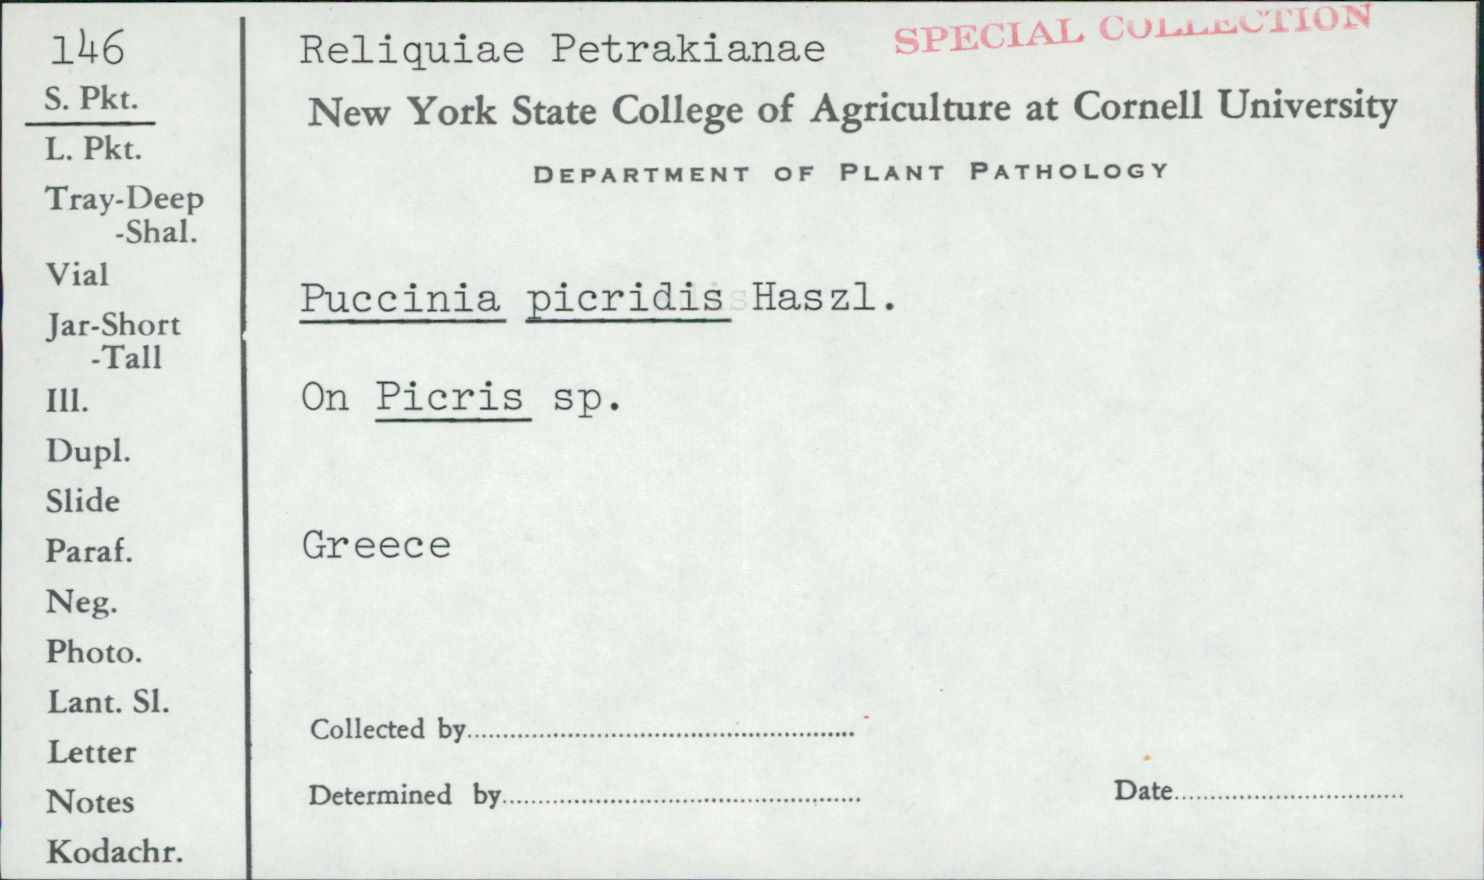 146
S. Pkt.
L. Pkt.
Tray-Deep
-Shal.
Vial
Jar-Short
-Tall
Ill.
Dupl.
Slide
Paraf.
Neg.
Photo.
Lant. Sl.
Letter
Notes
Kodachr.
Reliquiae Petrakianae
SPECIAL COLLECTION
New York State College of Agriculture at Cornell University
DEPARTMENT OF PLANT PATHOLOGY
Puccinia picridis Haszl.
On Picris sp.
Greece
Collected by
Determined by
Date